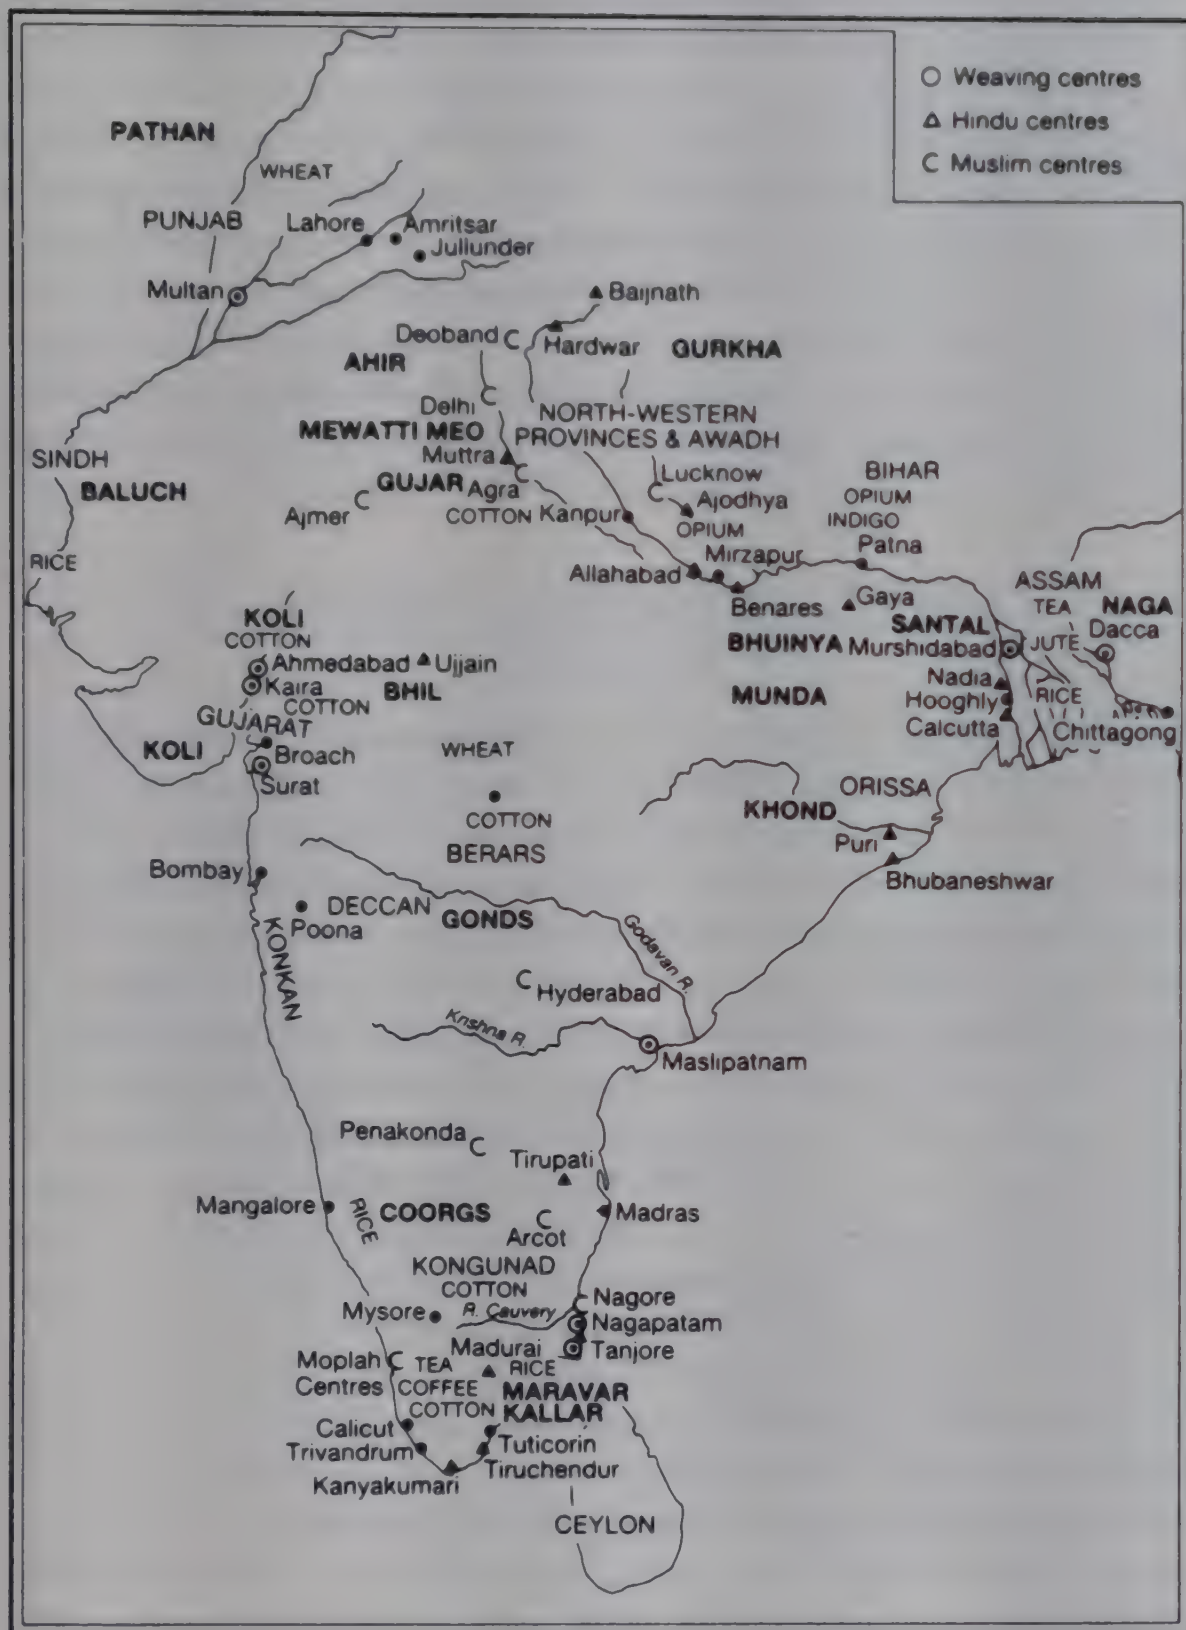 Weaving centres
Hindu centres
Muslim centres
PATHAN
WHEAT
PUNJAB
Lahore
Amritsar
Jullunder
Multan
Baijnath
Deoband
Hardwar
GURKHA
AHIR
Delhi
NORTH-WESTERN
PROVINCES & AWADH
MEWATTI MEO
Muttra
SINDH
BALUCH
GUJAR
Agra
Lucknow
BIHAR
Ajmer
COTTON
Kanpur
Ajodhya
OPIUM
OPIUM
INDIGO
Patna
RICE
Mirzapur
Allahabad
ASSAM
TEA
NAGA
Benares
Gaya
KOLI
COTTON
SANTAL
Dacca
BHUINYA
Murshidabad
JUTE
Ahmedabad
Ujjain
Kaira
BHIL
COTTON
MUNDA
Nadia
Hooghly
RICE
Calcutta
Chittagong
GUJARAT
KOLI
Broach
WHEAT
Surat
ORISSA
COTTON
KHOND
Puri
BERARS
Bombay
Bhubaneshwar
DECCAN
Poona
GONDS
KONKAN
Godavari R.
Hyderabad
Krishna R.
Maslipatnam
Penakonda
Tirupati
Mangalore
RICE
COORGS
Madras
Arcot
KONGUNAD
COTTON
Nagore
Mysore
R. Cauvery
Nagapatam
Madurai
Tanjore
Moplah
Centres
TEA
RICE
COFFEE
MARAVAR
COTTON
KALLAR
Calicut
Trivandrum
Tuticorin
Kanyakumari
Tiruchendur
CEYLON